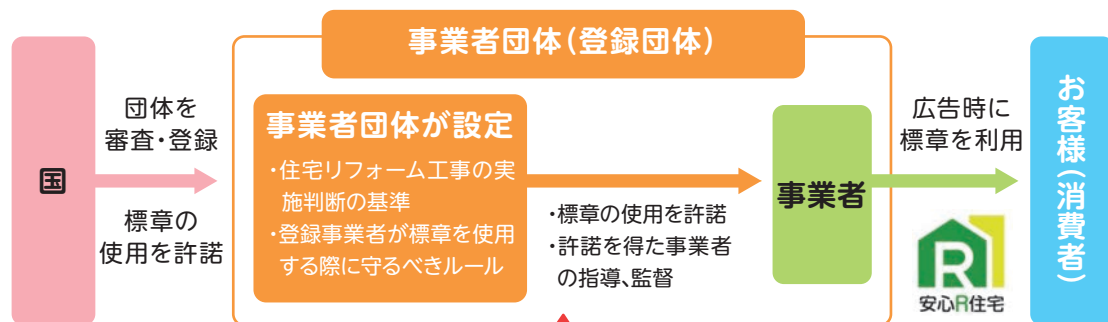 事業者団体（登録団体）
国
団体を
審査・登録
標章の
使用を許諾
事業者団体が設定
・住宅リフォーム工事の実
施判断の基準
・登録事業者が標章を使用
する際に守るべきルール
・標章の使用を許諾
・許諾を得た事業者
の指導、監督
事業者
広告時に
標章を利用
R
安心R住宅
お客様（消費者）